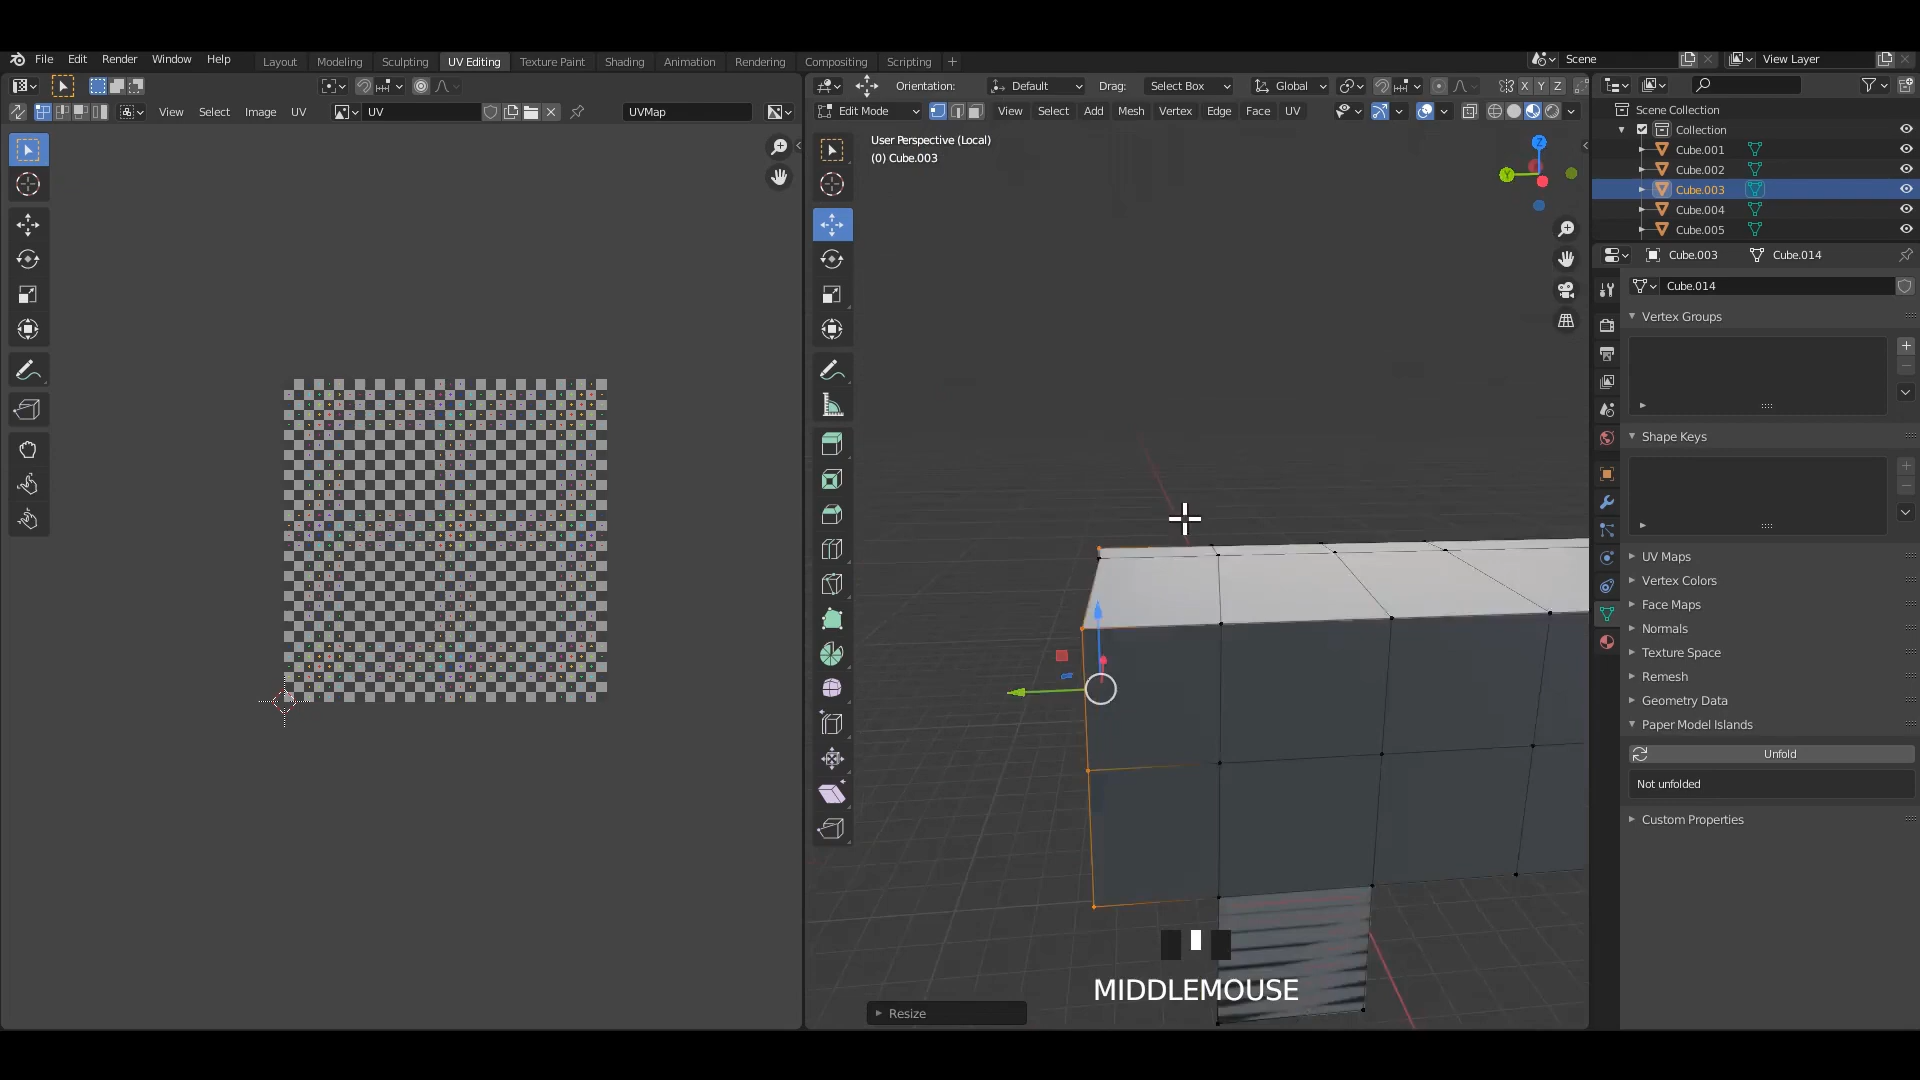 File Edit Render Window Help
Layout Modeling Sculpting UV Editing Texture Paint Shading Animation Rendering Compositing Scripting +
Scene
View Layer
Orientation: Default Drag: Select Box Global X Y Z
View Select Image UV
UV
UVMap
Edit Mode View Select Add Mesh Vertex Edge Face UV
User Perspective (Local)
(0) Cube.003
Z
Y
Scene Collection
Collection
Cube.001
Cube.002
Cube.003
Cube.004
Cube.005
Cube.003 Cube.014
Cube.014
Vertex Groups
Shape Keys
UV Maps
Vertex Colors
Face Maps
Normals
Texture Space
Remesh
Geometry Data
Paper Model Islands
Unfold
Not unfolded
Custom Properties
MIDDLEMOUSE
Resize